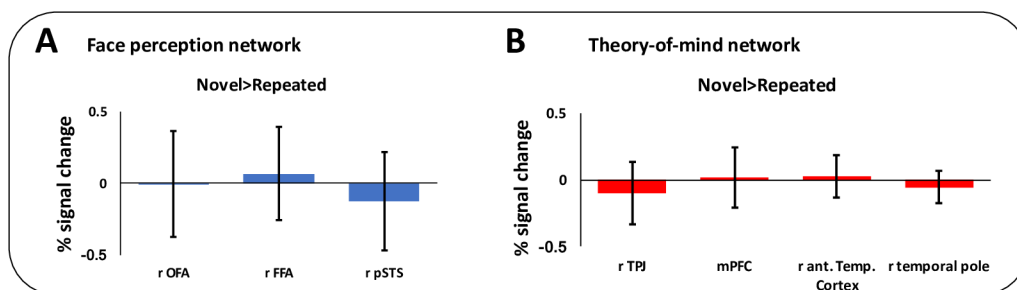 A Face perception network
Novel>Repeated
% signal change
0.5
0
-0.5
r OFA r FFA r pSTS
B Theory-of-mind network
Novel>Repeated
% signal change
0.5
0
-0.5
r TPJ mPFC r ant. Temp. r temporal pole
Cortex